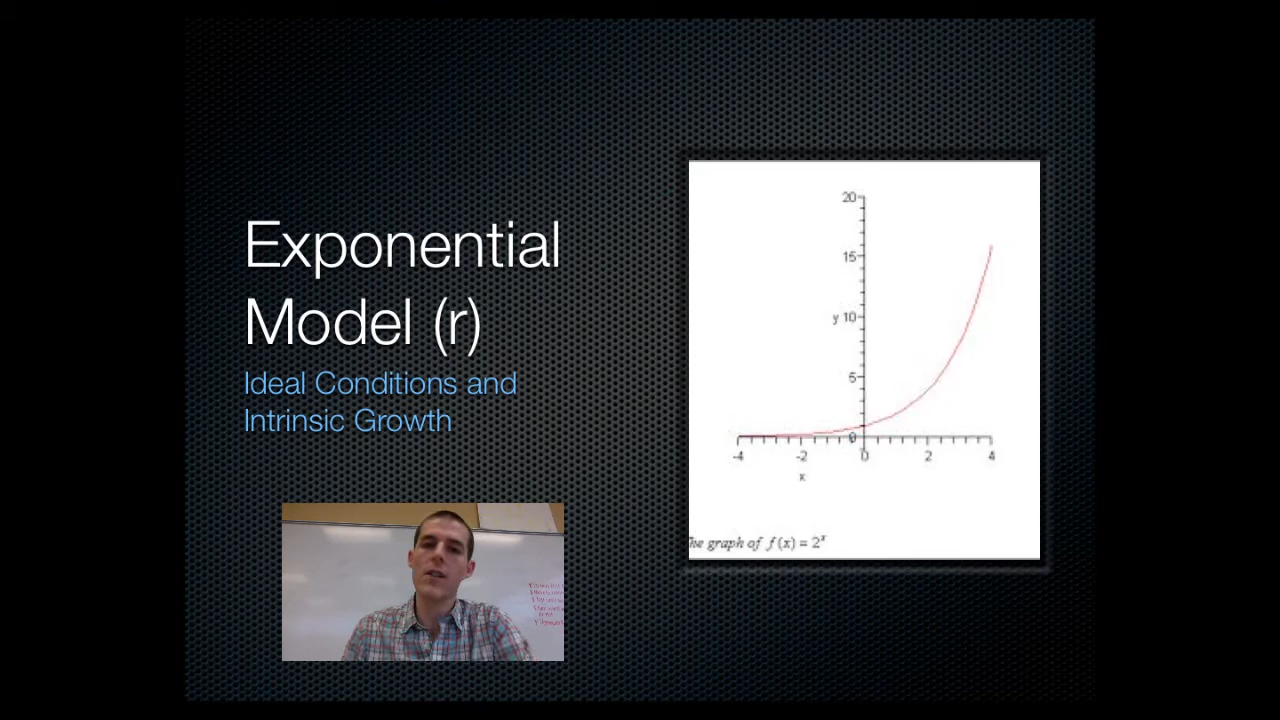 Exponential
Model (r)
Ideal Conditions and
Intrinsic Growth
20
15
y 10
5
0
-4 -2 0 2 4
x
he graph of f(x) = 2^x